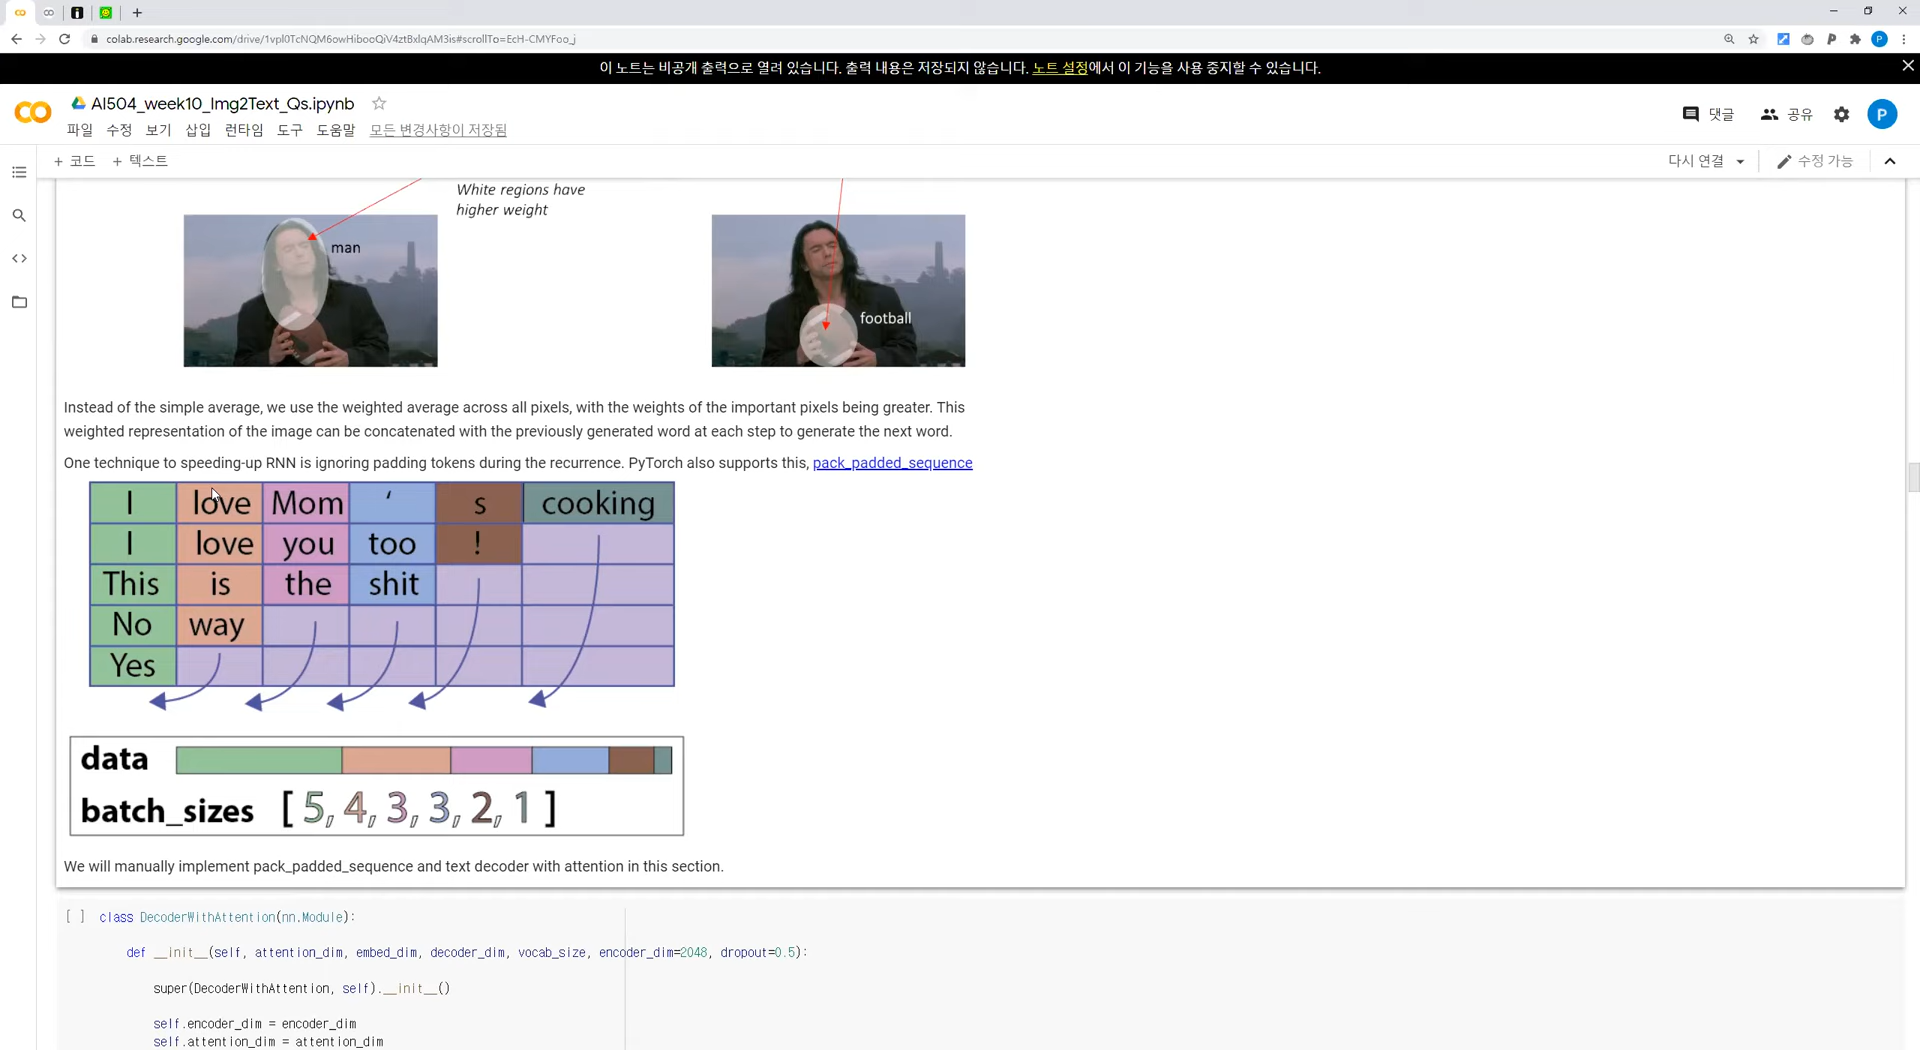 colab.research.google.com/drive/1vpl0TcNQM6owHibooQiV4ztBxlqAM3is#scrollTo=EcH-CMYFoo_j
이 노트는 비공개 출력으로 열려 있습니다. 출력 내용은 저장되지 않습니다. 노트 설정에서 이 기능을 사용 중지할 수 있습니다.
AI504_week10_Img2Text_Qs.ipynb
댓글 공유 P
파일 수정 보기 삽입 런타임 도구 도움말 모든 변경사항이 저장됨
+ 코드 + 텍스트 다시 연결 수정 가능
White regions have
higher weight
man
football
Instead of the simple average, we use the weighted average across all pixels, with the weights of the important pixels being greater. This
weighted representation of the image can be concatenated with the previously generated word at each step to generate the next word.
One technique to speeding-up RNN is ignoring padding tokens during the recurrence. PyTorch also supports this, pack_padded_sequence
I love Mom ‘ s cooking
I love you too !
This is the shit
No way
Yes
data
batch_sizes [ 5, 4, 3, 3, 2, 1 ]
We will manually implement pack_padded_sequence and text decoder with attention in this section.
[ ] class DecoderWithAttention(nn.Module):
def __init__(self, attention_dim, embed_dim, decoder_dim, vocab_size, encoder_dim=2048, dropout=0.5):
super(DecoderWithAttention, self).__init__()
self.encoder_dim = encoder_dim
self.attention_dim = attention_dim